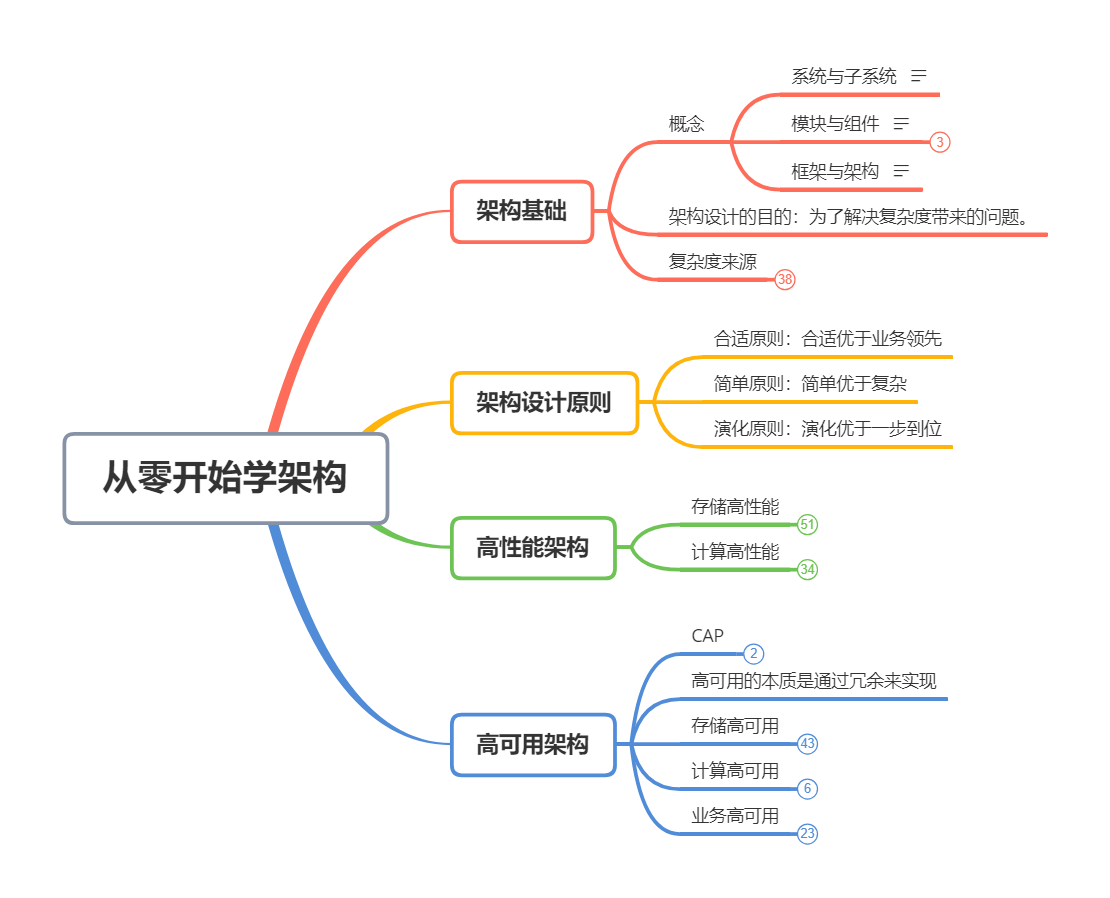 从零开始学架构
架构基础
概念
系统与子系统
模块与组件
3
框架与架构
架构设计的目的：为了解决复杂度带来的问题。
复杂度来源
38
架构设计原则
合适原则：合适优于业务领先
简单原则：简单优于复杂
演化原则：演化优于一步到位
高性能架构
存储高性能
51
计算高性能
34
高可用架构
CAP
2
高可用的本质是通过冗余来实现
存储高可用
43
计算高可用
6
业务高可用
23